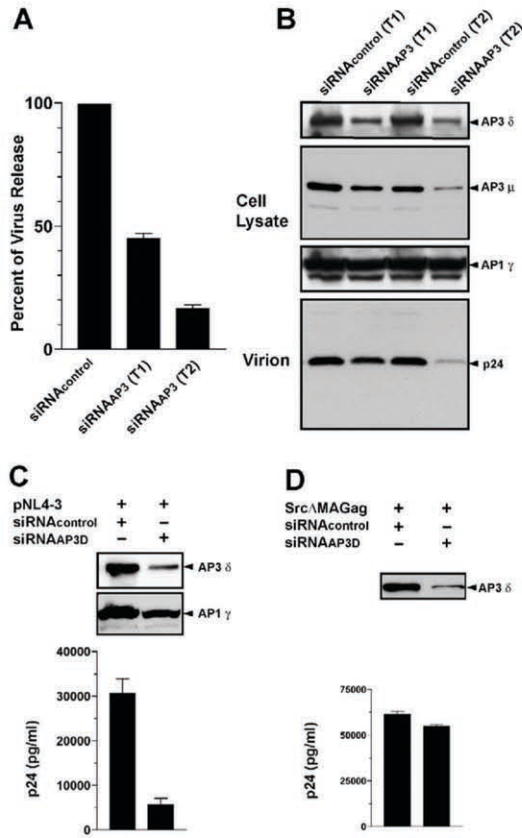 A
Percent of Virus Release
100
50
0
siRNAcontrol
siRNAAP3 (T1)
siRNAAP3 (T2)
B
siRNAcontrol (T1)
siRNAAP3 (T1)
siRNAcontrol (T2)
siRNAAP3 (T2)
AP3 δ
Cell
Lysate
AP3 μ
AP1 γ
Virion
p24
C
pNL4-3 + +
siRNAcontrol + –
siRNAAP3D – +
AP3 δ
AP1 γ
p24 (pg/ml)
40000
30000
20000
10000
0
D
SrcΔMAGag + +
siRNAcontrol + –
siRNAAP3D – +
AP3 δ
p24 (pg/ml)
75000
50000
25000
0